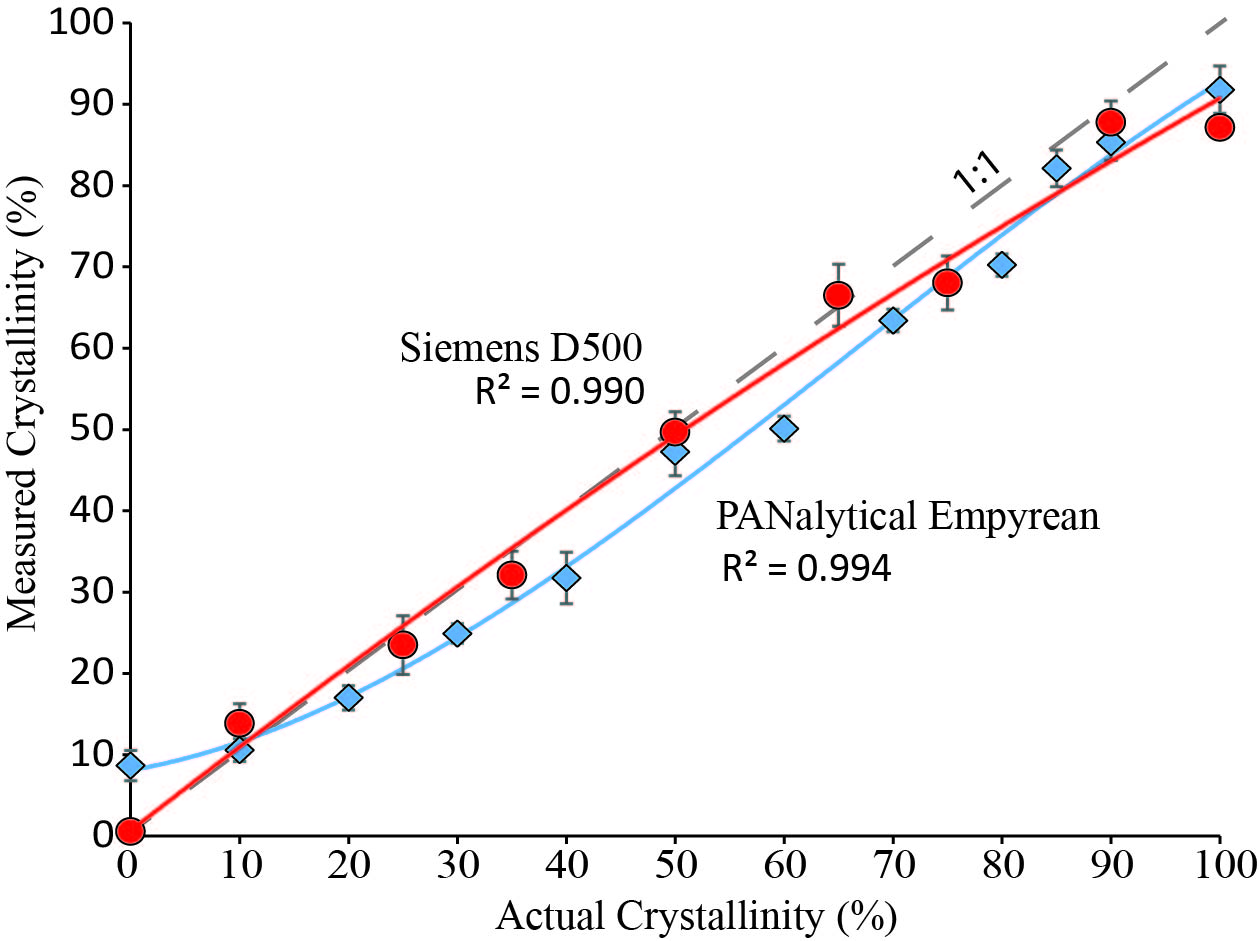 100
90
80
70
60
50
40
30
20
10
0
Measured Crystallinity (%)
1:1
Siemens D500
R² = 0.990
PANalytical Empyrean
R² = 0.994
0 10 20 30 40 50 60 70 80 90 100
Actual Crystallinity (%)